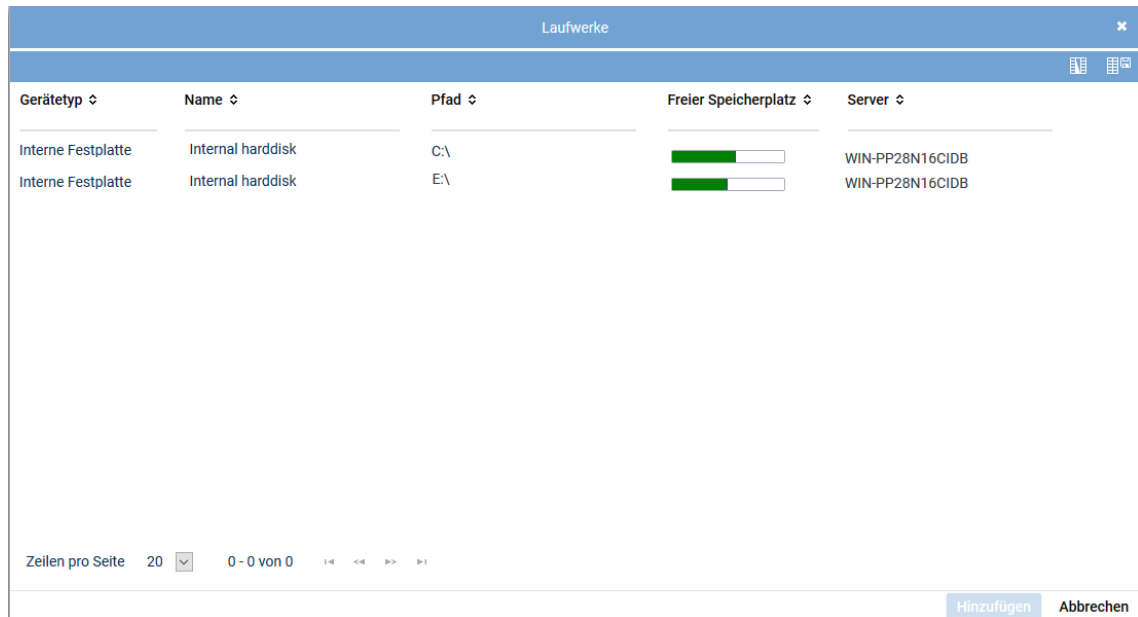 Laufwerke
Gerätetyp Name Pfad Freier Speicherplatz Server
Interne Festplatte Internal harddisk C:\ WIN-PP28N16CIDB
Interne Festplatte Internal harddisk E:\ WIN-PP28N16CIDB
Zeilen pro Seite 20 0 - 0 von 0
Hinzufügen Abbrechen